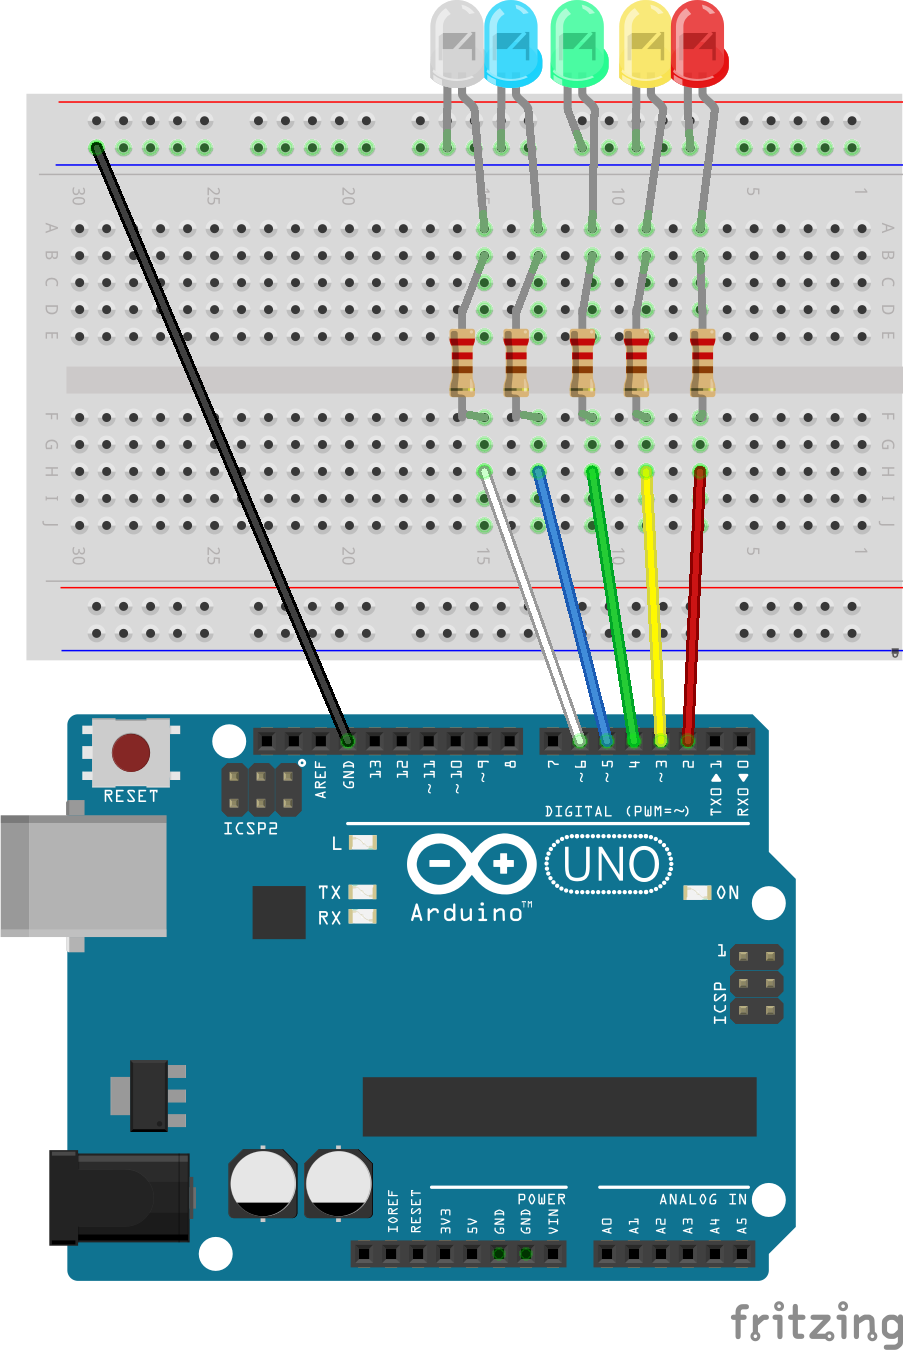 30 25 20 15 10 5 1
A A
B B
C C
D D
E E
F F
G G
H H
I I
J J
30 25 20 15 10 5 1
RESET
ICSP2
AREF
GND
13
12
~11
~10
~9
8
7
~6
~5
4
~3
2
TX0▶1
RX0◀0
DIGITAL (PWM=~)
L
TX
RX
UNO
Arduino™
ON
1
ICSP
IOREF
RESET
3V3
5V
GND
GND
VIN
POWER
ANALOG IN
A0
A1
A2
A3
A4
A5
fritzing